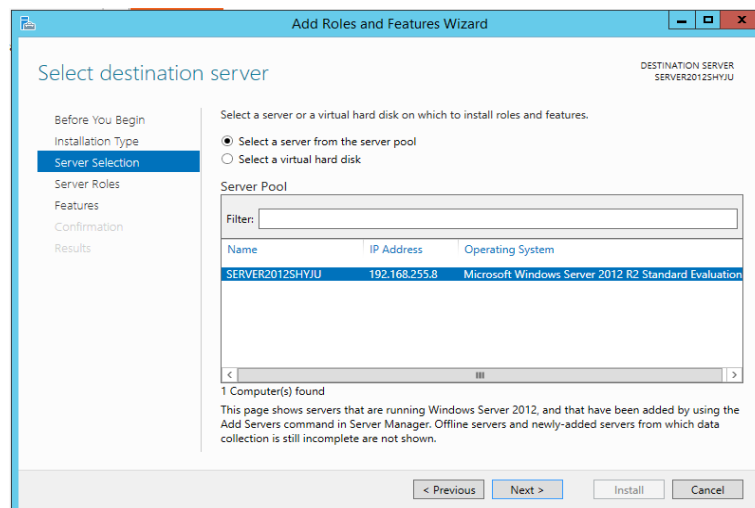 Add Roles and Features Wizard
Select destination server
DESTINATION SERVER
SERVER2012SHYJU
Before You Begin
Installation Type
Server Selection
Server Roles
Features
Confirmation
Results
Select a server or a virtual hard disk on which to install roles and features.
Select a server from the server pool
Select a virtual hard disk
Server Pool
Filter:
Name IP Address Operating System
SERVER2012SHYJU 192.168.255.8 Microsoft Windows Server 2012 R2 Standard Evaluation
1 Computer(s) found
This page shows servers that are running Windows Server 2012, and that have been added by using the
Add Servers command in Server Manager. Offline servers and newly-added servers from which data
collection is still incomplete are not shown.
< Previous Next > Install Cancel